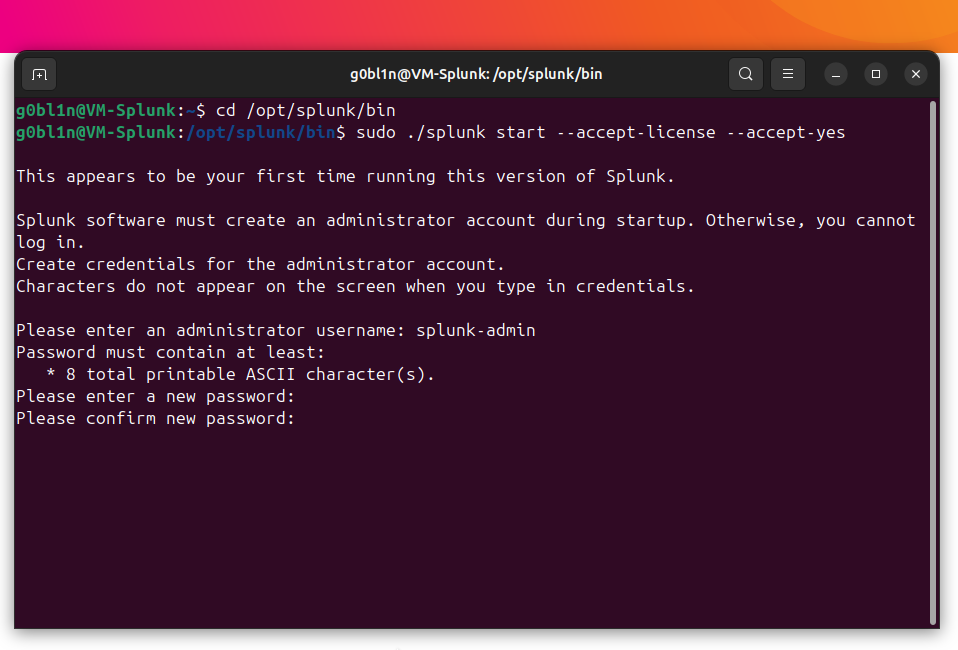 g0bl1n@VM-Splunk: /opt/splunk/bin
g0bl1n@VM-Splunk:~$ cd /opt/splunk/bin
g0bl1n@VM-Splunk:/opt/splunk/bin$ sudo ./splunk start --accept-license --accept-yes
This appears to be your first time running this version of Splunk.
Splunk software must create an administrator account during startup. Otherwise, you cannot
log in.
Create credentials for the administrator account.
Characters do not appear on the screen when you type in credentials.
Please enter an administrator username: splunk-admin
Password must contain at least:
   * 8 total printable ASCII character(s).
Please enter a new password:
Please confirm new password: